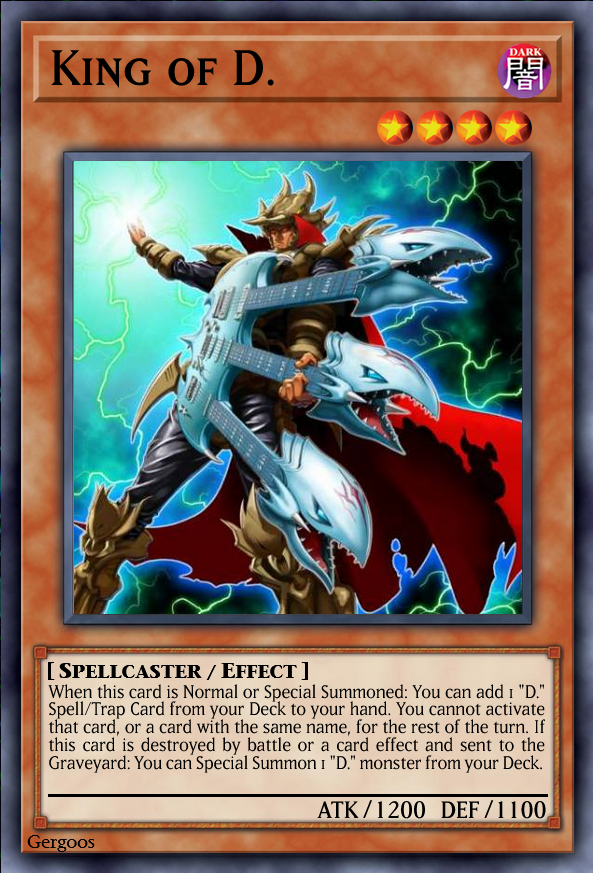 King of D.
DARK
闇
[ Spellcaster / Effect ]
When this card is Normal or Special Summoned: You can add 1 "D."
Spell/Trap Card from your Deck to your hand. You cannot activate
that card, or a card with the same name, for the rest of the turn. If
this card is destroyed by battle or a card effect and sent to the
Graveyard: You can Special Summon 1 "D." monster from your Deck.
ATK/1200 DEF/1100
Gergoos